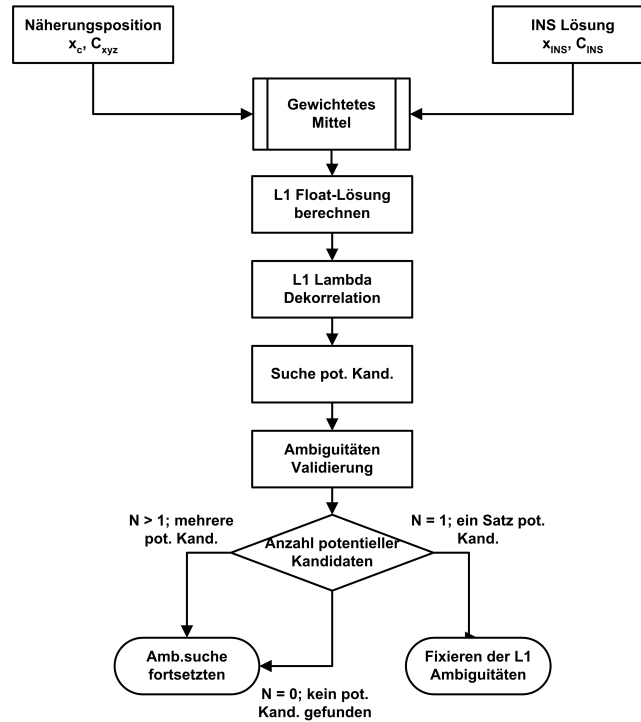 Näherungsposition
x_c, C_xyz
INS Lösung
x_INS, C_INS
Gewichtetes
Mittel
L1 Float-Lösung
berechnen
L1 Lambda
Dekorrelation
Suche pot. Kand.
Ambiguitäten
Validierung
N > 1; mehrere
pot. Kand.
N = 1; ein Satz pot.
Kand.
Anzahl potentieller
Kandidaten
Amb.suche
fortsetzten
Fixieren der L1
Ambiguitäten
N = 0; kein pot.
Kand. gefunden